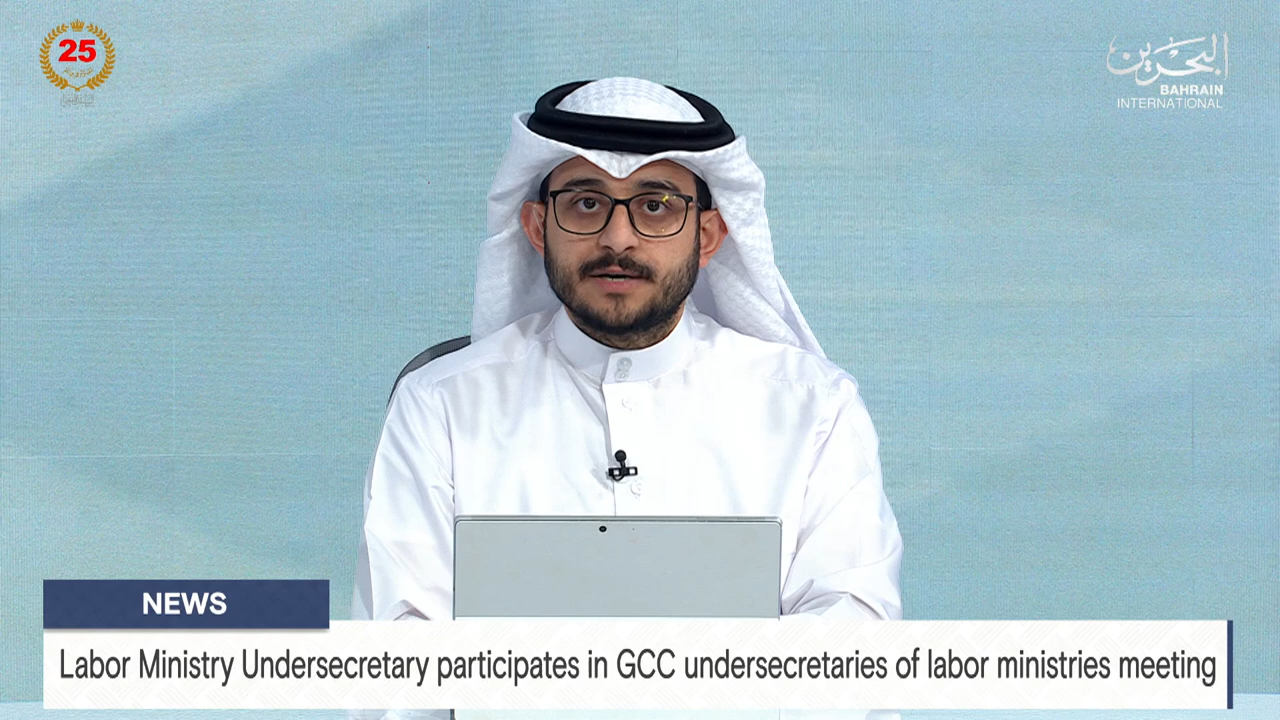 25
البحرين
BAHRAIN
INTERNATIONAL
NEWS
Labor Ministry Undersecretary participates in GCC undersecretaries of labor ministries meeting